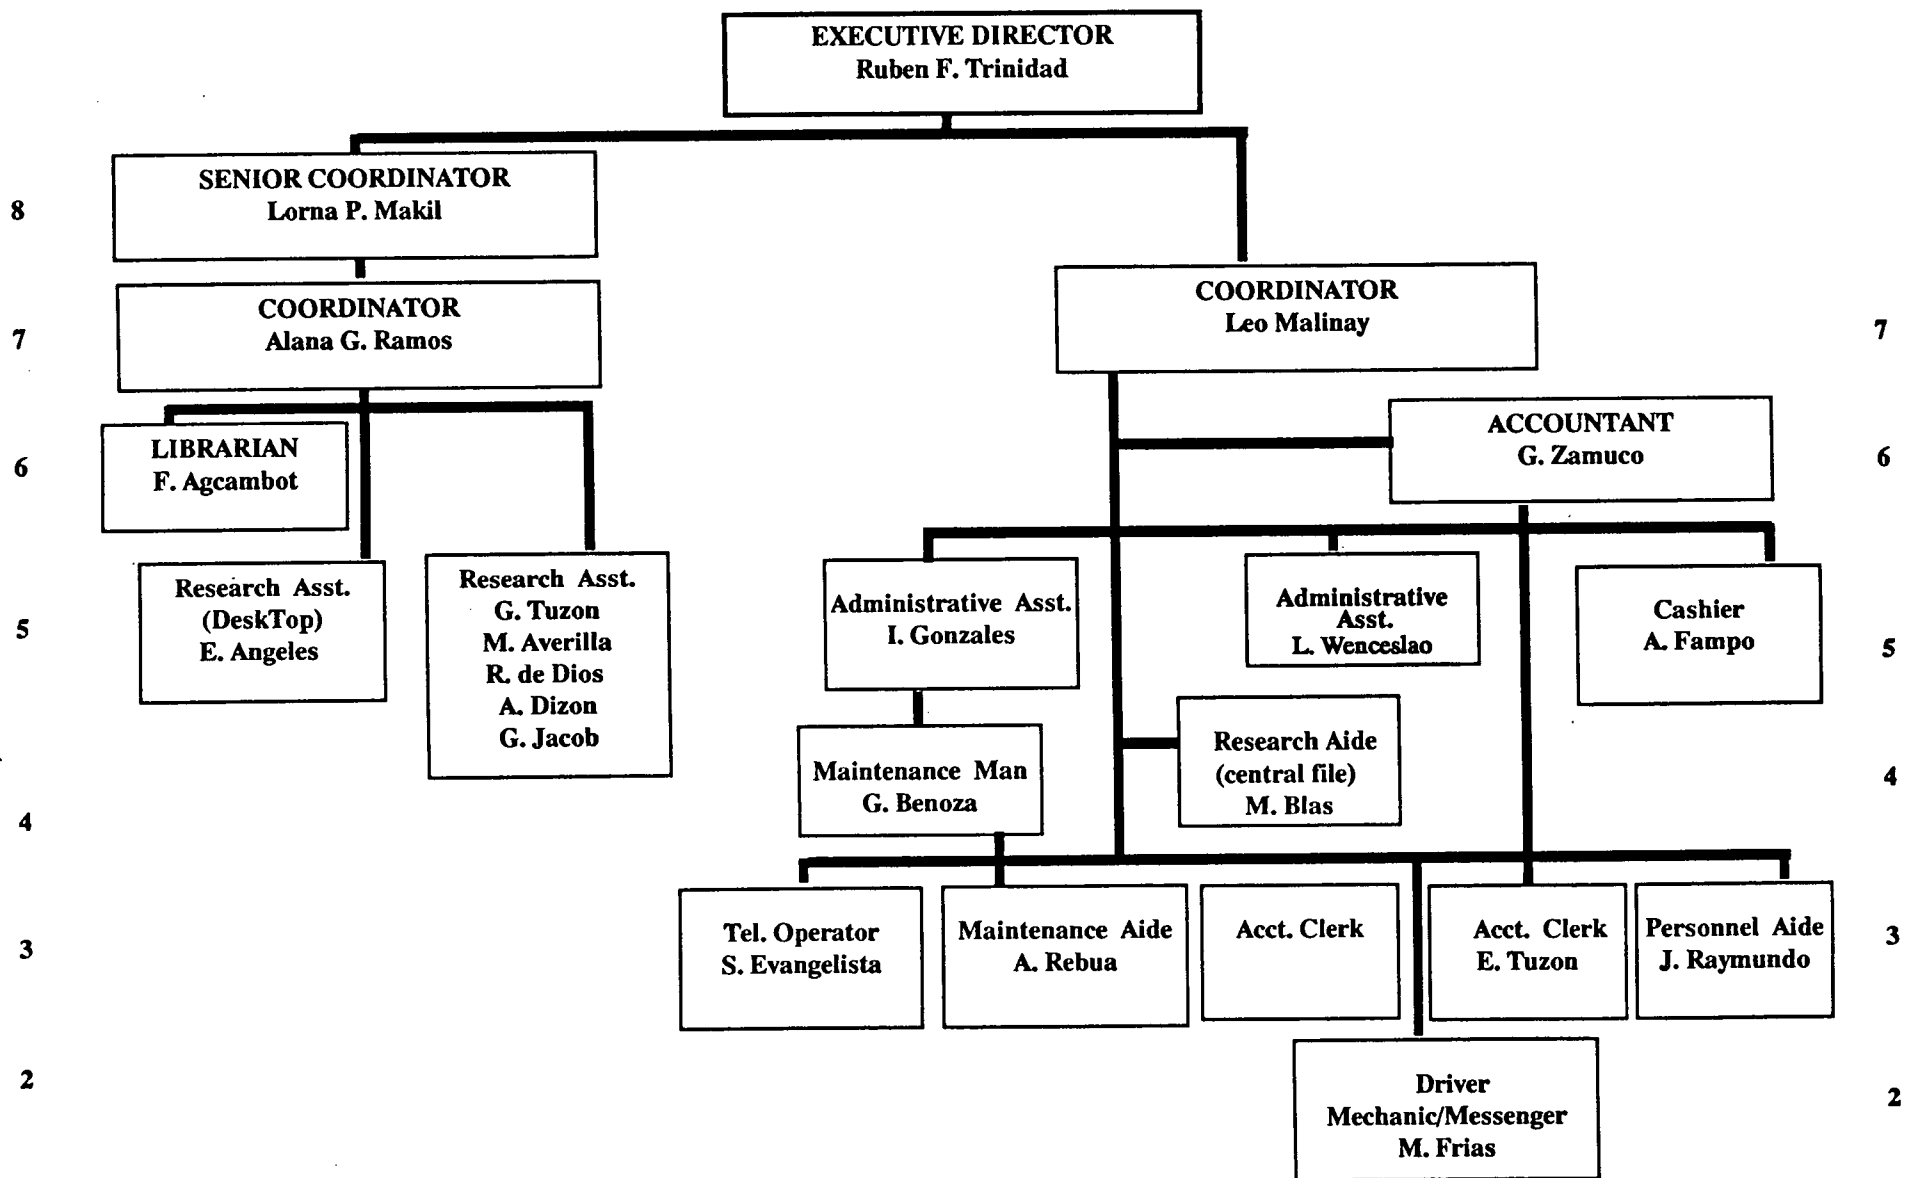 EXECUTIVE DIRECTOR
Ruben F. Trinidad
SENIOR COORDINATOR
Lorna P. Makil
8
COORDINATOR
Leo Malinay
COORDINATOR
Alana G. Ramos
7
7
ACCOUNTANT
G. Zamuco
LIBRARIAN
F. Agcambot
6
6
Research Asst.
(DeskTop)
E. Angeles
Research Asst.
G. Tuzon
M. Averilla
R. de Dios
A. Dizon
G. Jacob
Administrative Asst.
I. Gonzales
Administrative
Asst.
L. Wenceslao
Cashier
A. Fampo
5
5
Maintenance Man
G. Benoza
Research Aide
(central file)
M. Blas
4
4
Tel. Operator
S. Evangelista
Maintenance Aide
A. Rebua
Acct. Clerk
Acct. Clerk
E. Tuzon
Personnel Aide
J. Raymundo
3
3
Driver
Mechanic/Messenger
M. Frias
2
2